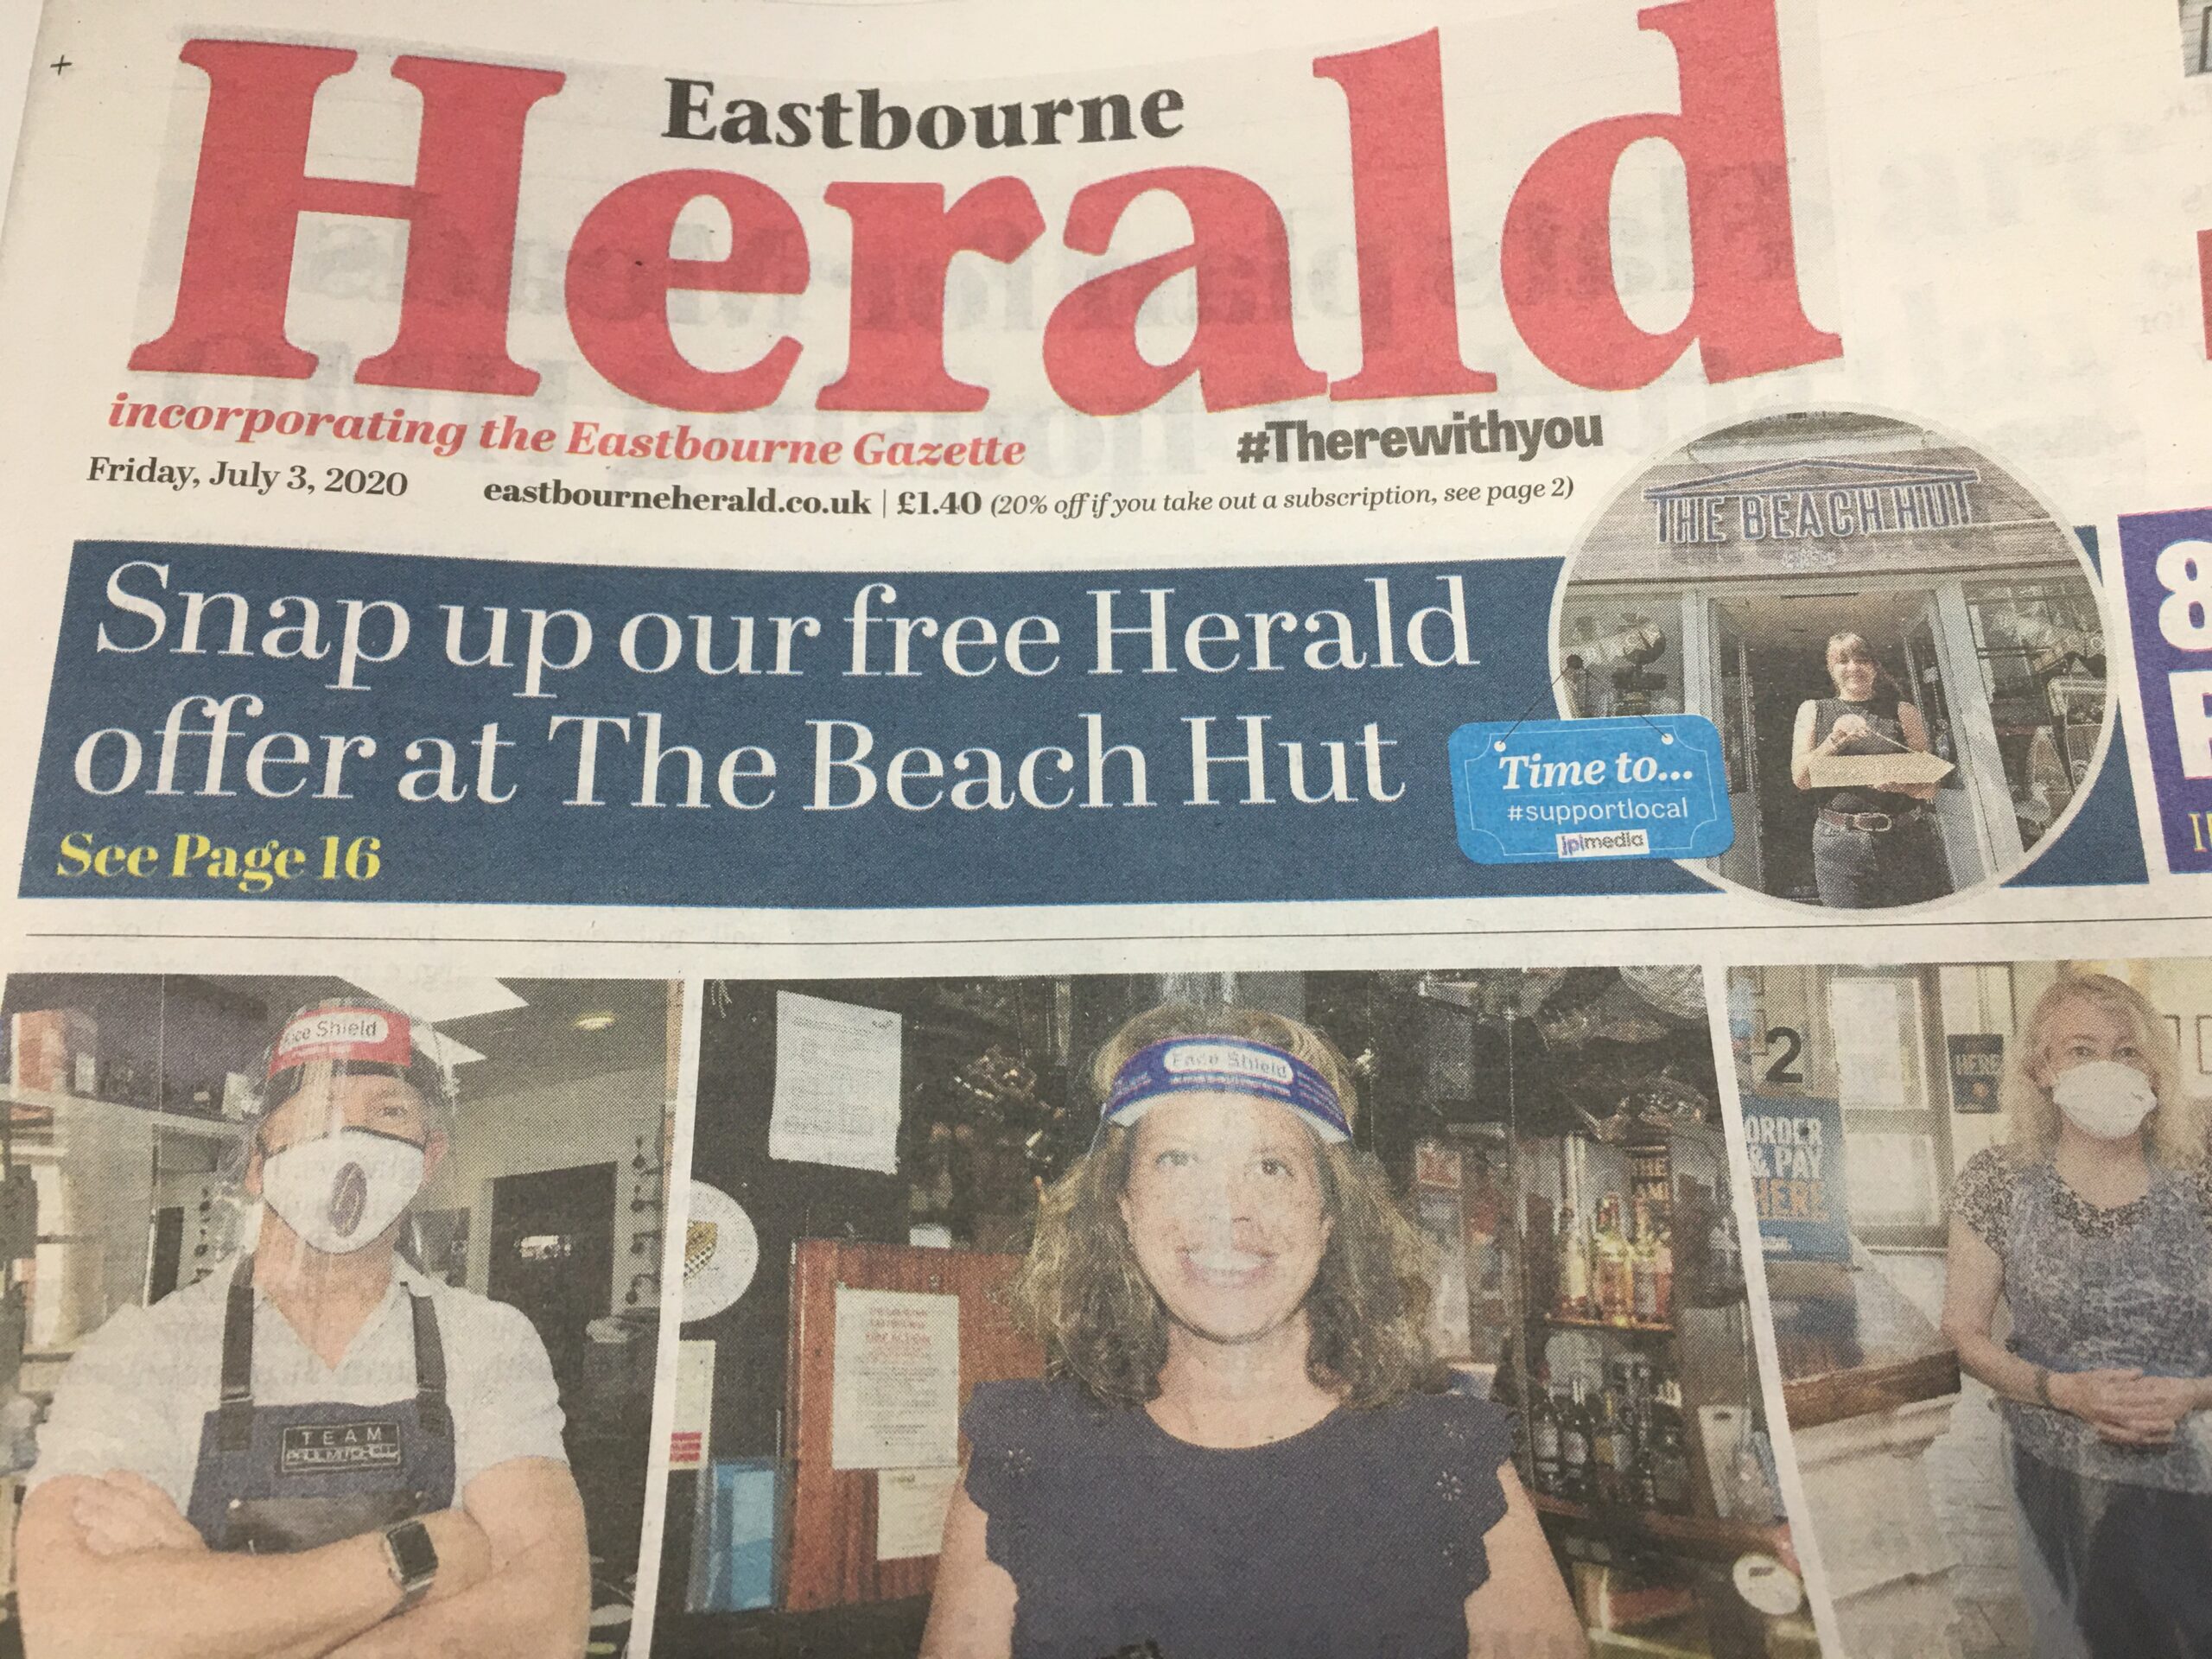 Eastbourne
Herald
incorporating the Eastbourne Gazette
#Therewithyou
Friday, July 3, 2020
eastbourneherald.co.uk | £1.40 (20% off if you take out a subscription, see page 2)
THE BEACH HUT
Snap up our free Herald
offer at The Beach Hut
See Page 16
Time to...
#supportlocal
jpimedia
8
Face Shield
TEAM
Face Shield
2
HERE
ORDER
& PAY
HERE